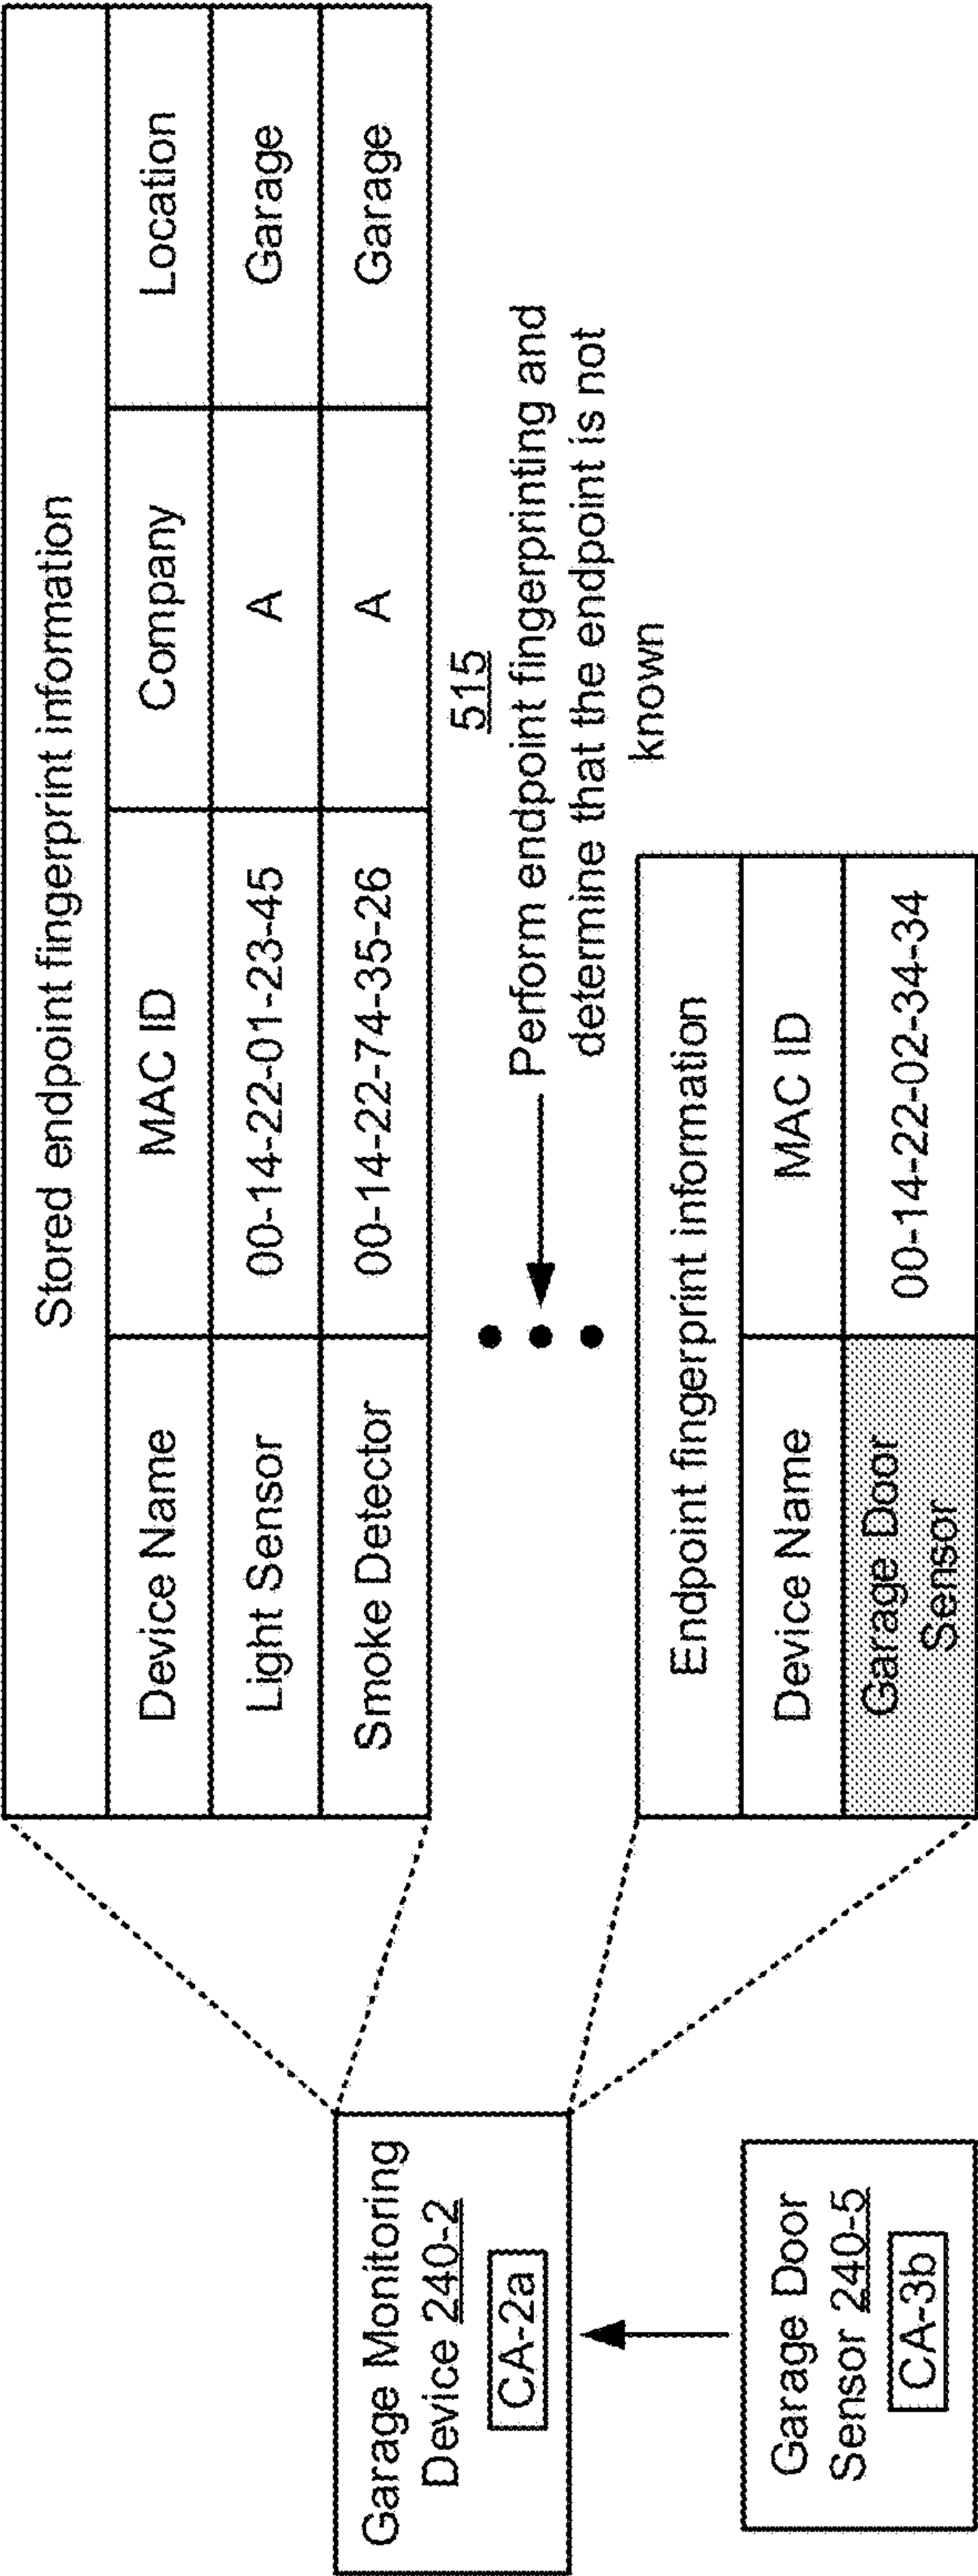 Stored endpoint fingerprint information
Device Name MAC ID Company Location
Light Sensor 00-14-22-01-23-45 A Garage
Smoke Detector 00-14-22-74-35-26 A Garage
515
Perform endpoint fingerprinting and
determine that the endpoint is not
known
Garage Monitoring
Device 240-2
CA-2a
Endpoint fingerprint information
Device Name MAC ID
Garage Door
Sensor
00-14-22-02-34-34
Garage Door
Sensor 240-5
CA-3b